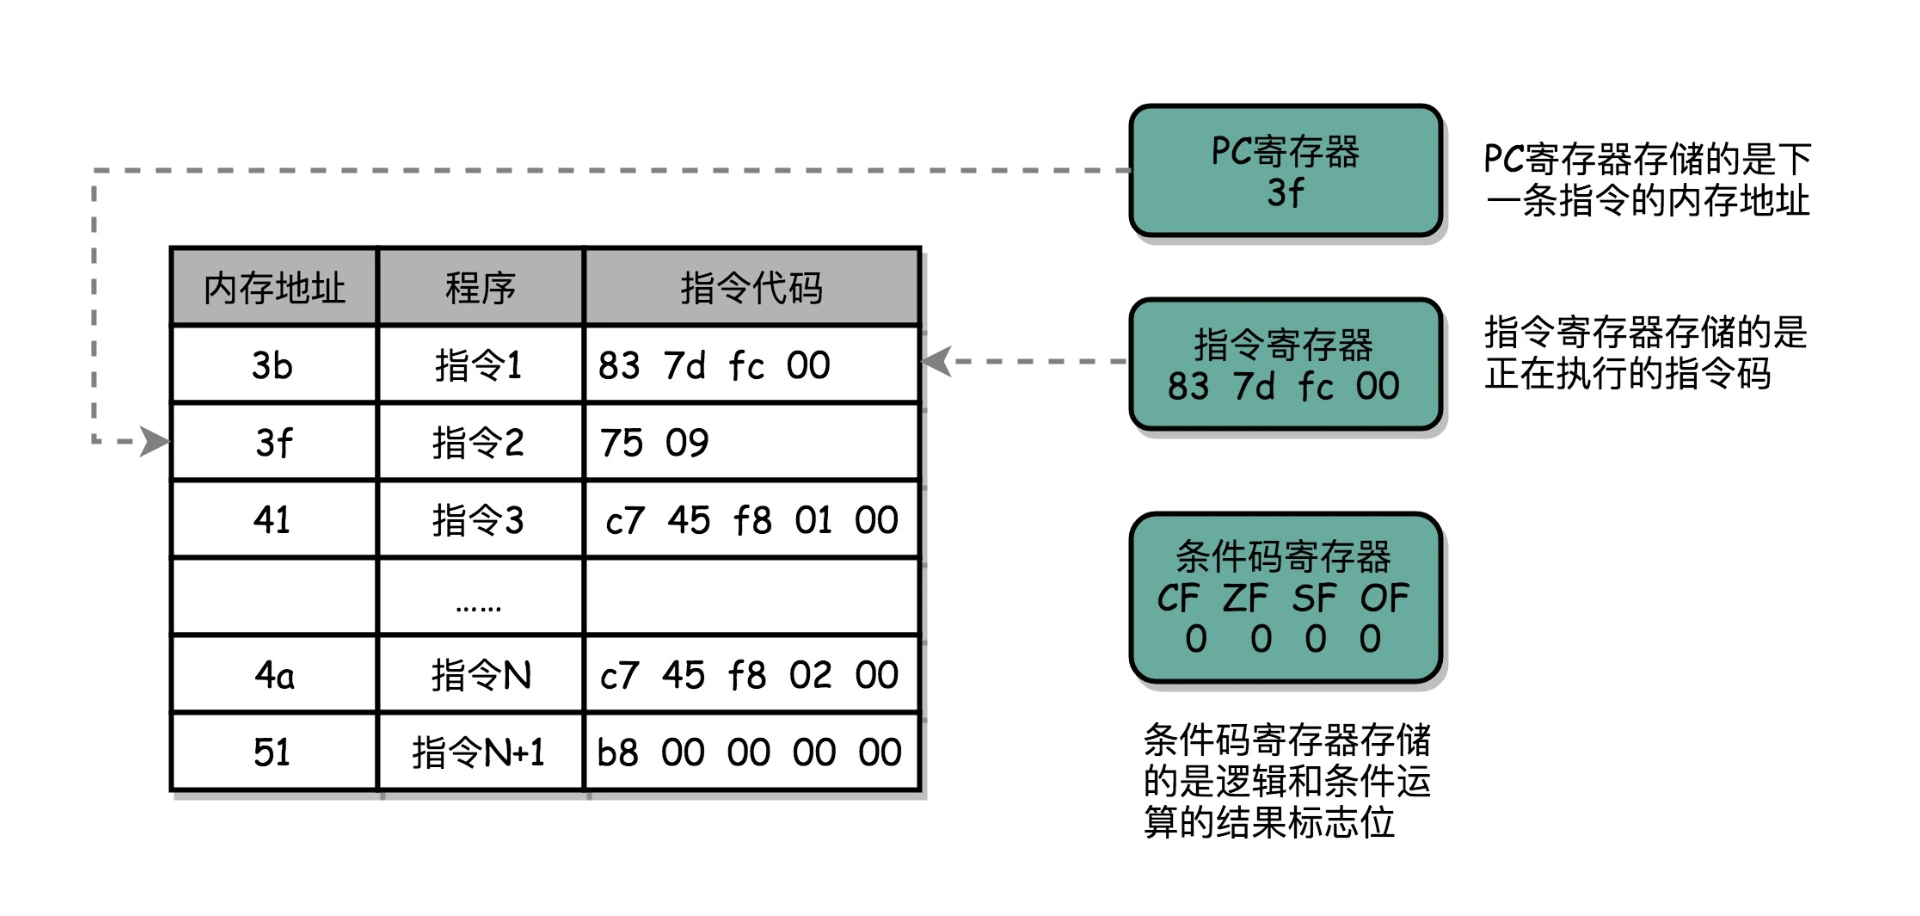 PC寄存器
3f
PC寄存器存储的是下
一条指令的内存地址
内存地址 程序 指令代码
3b 指令1 83 7d fc 00
3f 指令2 75 09
41 指令3 c7 45 f8 01 00
……
4a 指令N c7 45 f8 02 00
51 指令N+1 b8 00 00 00 00
指令寄存器
83 7d fc 00
指令寄存器存储的是
正在执行的指令码
条件码寄存器
CF ZF SF OF
0 0 0 0
条件码寄存器存储
的是逻辑和条件运
算的结果标志位